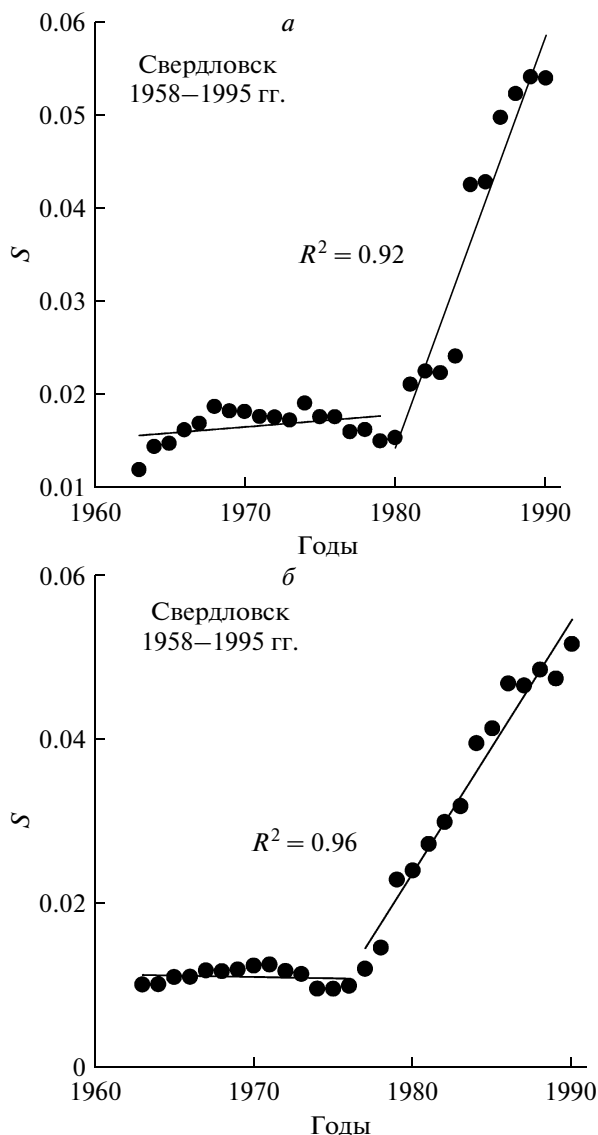 0.06
а
Свердловск
1958–1995 гг.
0.05
0.04
S
R² = 0.92
0.03
0.02
0.01
1960 1970 1980 1990
Годы
0.06
б
Свердловск
1958–1995 гг.
0.04
S
R² = 0.96
0.02
0
1960 1970 1980 1990
Годы